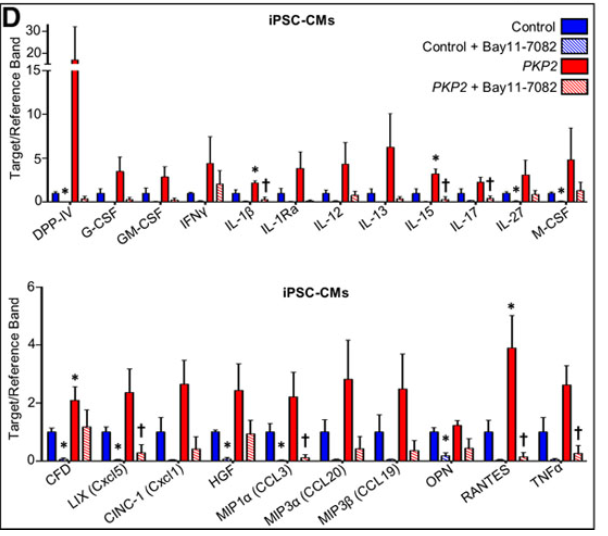 D
iPSC-CMs
Control
Control + Bay11-7082
PKP2
PKP2 + Bay11-7082
Target/Reference Band
30
20
15
10
5
0
* * † * † † * *
DPP-IV
G-CSF
GM-CSF
IFNγ
IL-1β
IL-1Ra
IL-12
IL-13
IL-15
IL-17
IL-27
M-CSF
iPSC-CMs
Target/Reference Band
6
4
2
0
* * * † * * † * * † †
CFD
LIX (Cxcl5)
CINC-1 (Cxcl1)
HGF
MIP1α (CCL3)
MIP3α (CCL20)
MIP3β (CCL19)
OPN
RANTES
TNFα